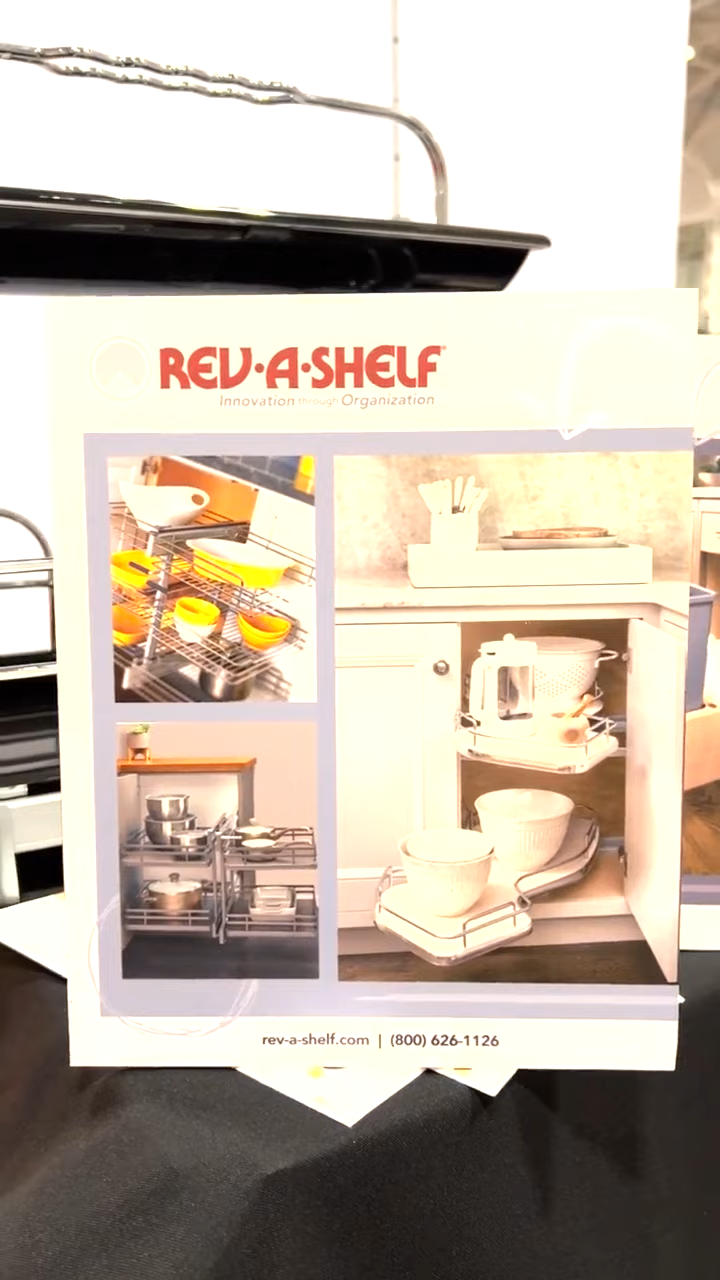 REV·A·SHELF®
Innovation through Organization
rev-a-shelf.com | (800) 626-1126